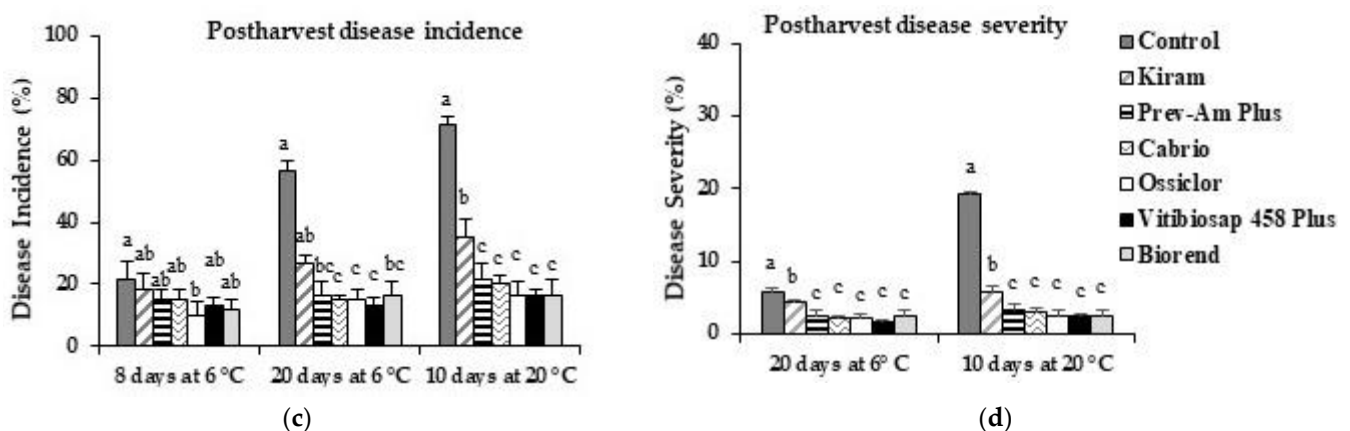 Postharvest disease incidence
Disease Incidence (%)
100
80
60
40
20
0
a
ab
ab
ab
b
ab
ab
a
ab
bc
c
c
c
bc
a
b
c
c
c
c
c
8 days at 6 °C
20 days at 6 °C
10 days at 20 °C
(c)
Postharvest disease severity
Disease Severity (%)
40
30
20
10
0
a
b
c
c
c
c
c
a
b
c
c
c
c
c
20 days at 6° C
10 days at 20 °C
(d)
Control
Kiram
Prev-Am Plus
Cabrio
Ossiclor
Vitibiosap 458 Plus
Biorend